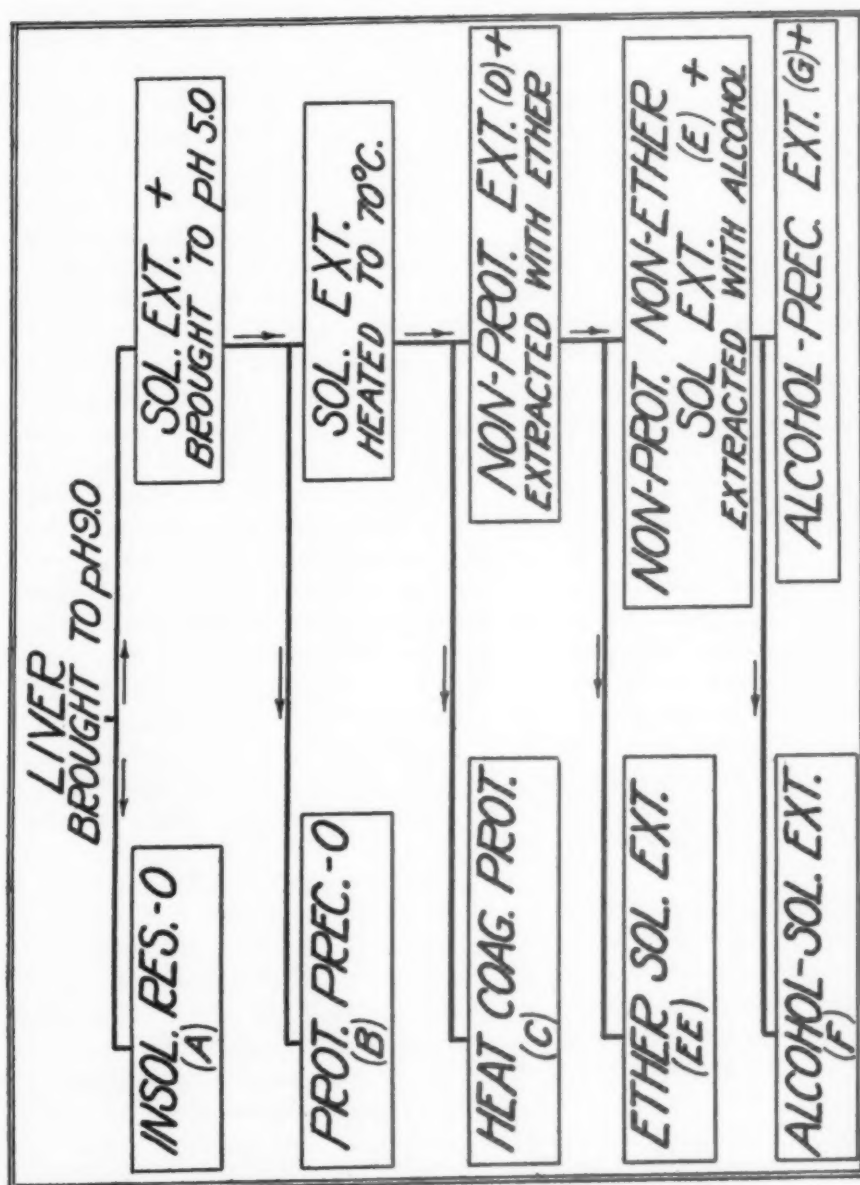 LIVER
BROUGHT TO pH9.0
INSOL. RES.-O
(A)
SOL. EXT. +
BROUGHT TO pH 5.0
PROT. PREC.-O
(B)
SOL. EXT.
HEATED TO 70°C.
HEAT COAG. PROT.
(C)
NON-PROT. EXT. (D)+
EXTRACTED WITH ETHER
ETHER SOL. EXT.
(EE)
NON-PROT. NON-ETHER
SOL EXT. (E) +
EXTRACTED WITH ALCOHOL
ALCOHOL-SOL. EXT.
(F)
ALCOHOL-PREC. EXT. (G)+